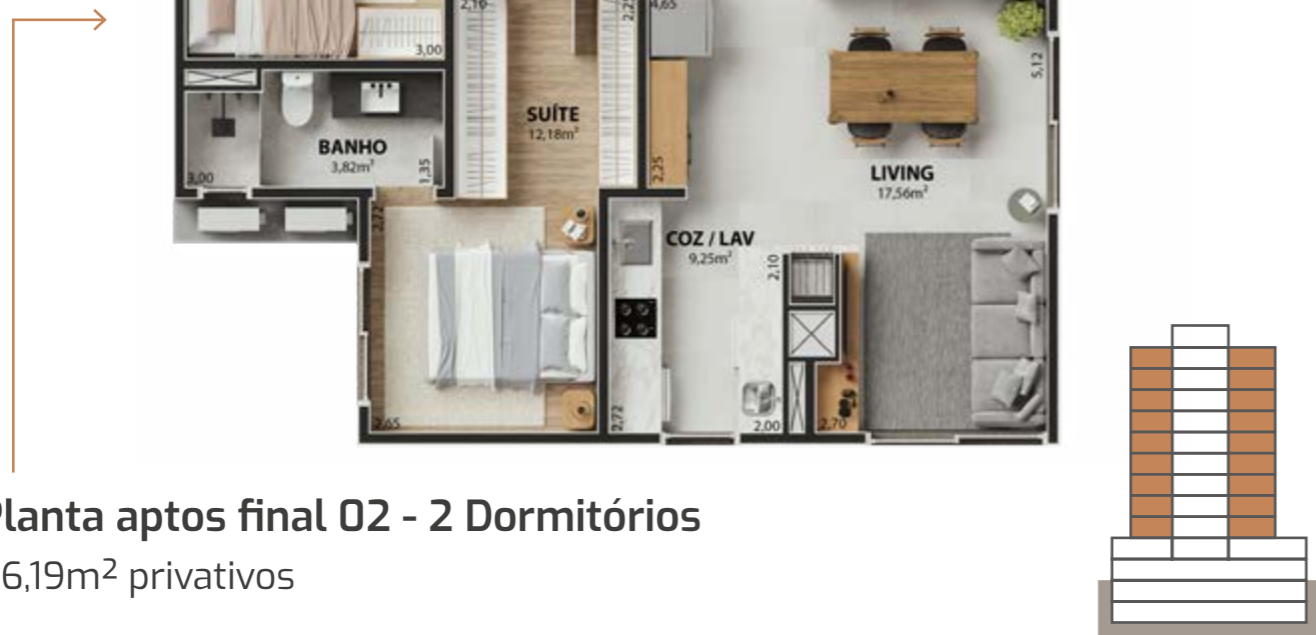 2,10
2,25
4,65
3,00
5,12
SUÍTE
12,18m²
BANHO
3,82m²
1,35
3,00
2,25
LIVING
17,56m²
2,72
COZ / LAV
9,25m²
2,10
2,65
2,72
2,00
2,70
Planta aptos final 02 - 2 Dormitórios
6,19m² privativos